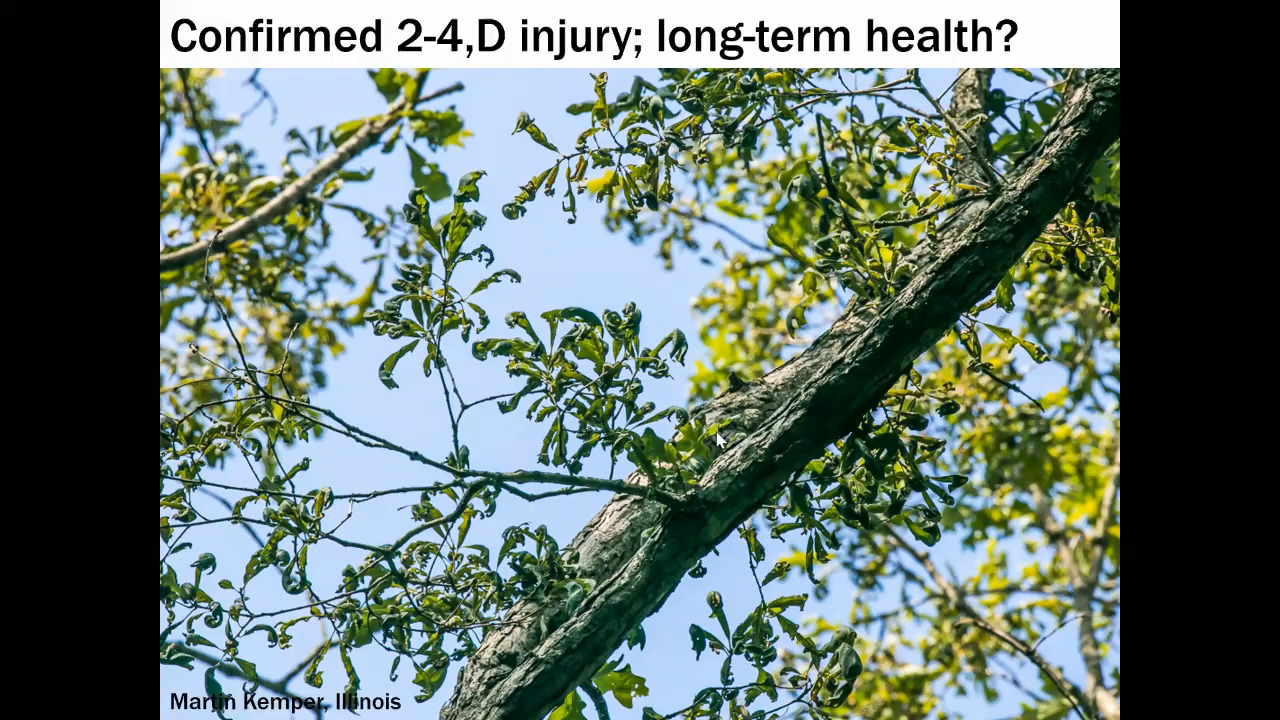 Confirmed 2-4,D injury; long-term health?
Martin Kemper, Illinois